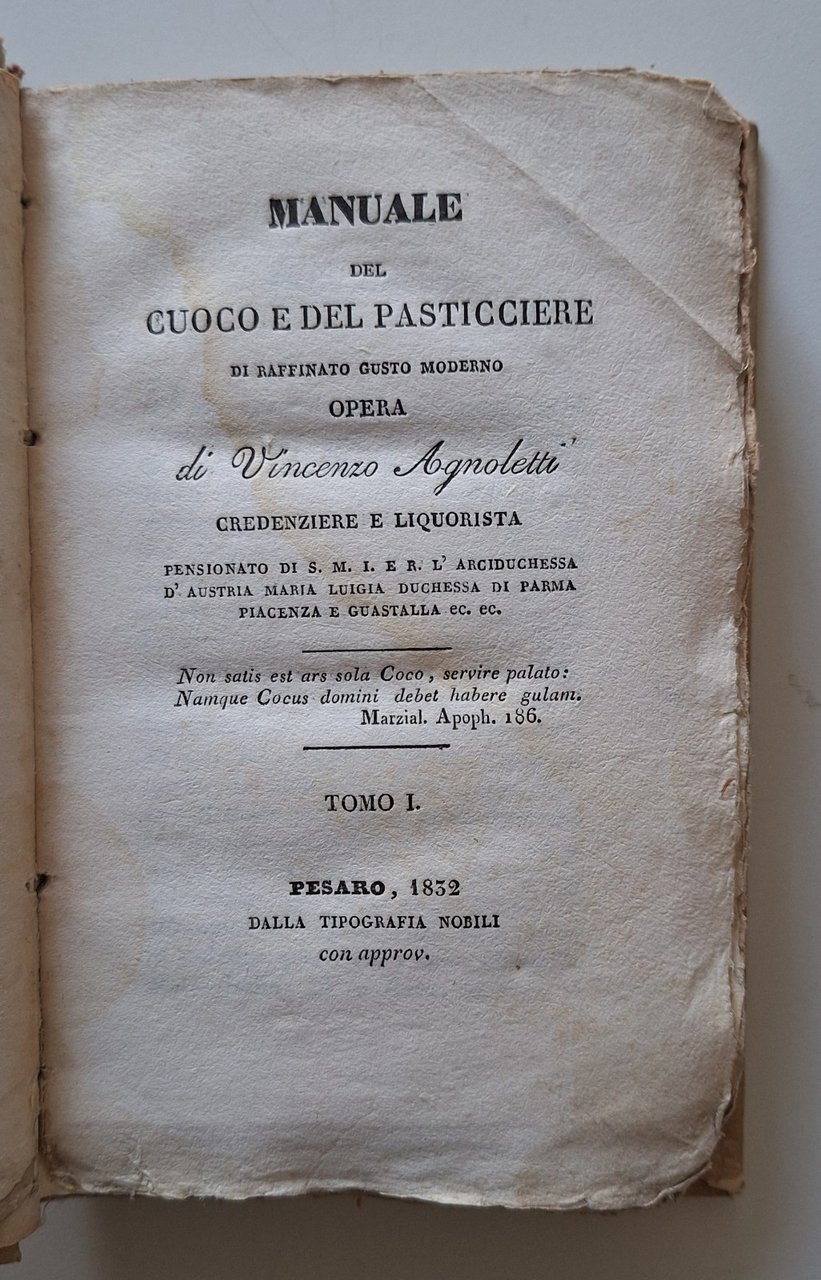 MANUALE
DEL
CUOCO E DEL PASTICCIERE
DI RAFFINATO GUSTO MODERNO
OPERA
di Vincenzo Agnoletti
CREDENZIERE E LIQUORISTA
PENSIONATO DI S. M. I. E R. L' ARCIDUCHESSA
D' AUSTRIA MARIA LUIGIA DUCHESSA DI PARMA
PIACENZA E GUASTALLA ec. ec.
Non satis est ars sola Coco, servire palato:
Namque Cocus domini debet habere gulam.
Marzial. Apoph. 186.
TOMO I.
PESARO, 1832
DALLA TIPOGRAFIA NOBILI
con approv.